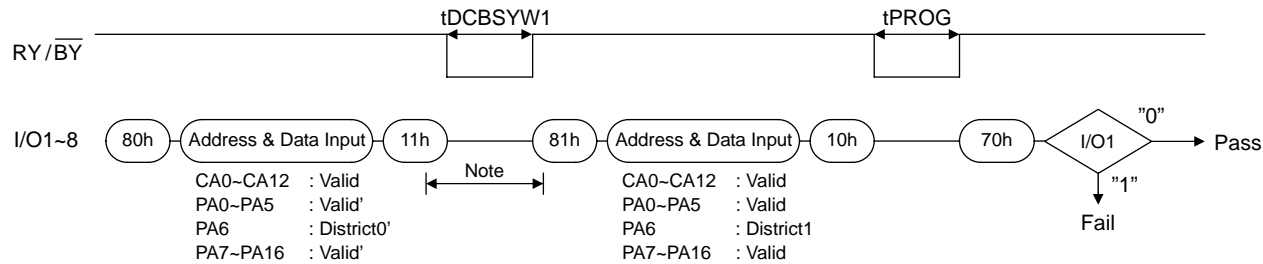 tDCBSYW1 tPROG
RY/BY
I/O1~8 80h Address & Data Input 11h 81h Address & Data Input 10h 70h I/O1 "0" Pass
Note "1"
CA0~CA12 : Valid CA0~CA12 : Valid
PA0~PA5 : Valid' PA0~PA5 : Valid
PA6 : District0' PA6 : District1 Fail
PA7~PA16 : Valid' PA7~PA16 : Valid